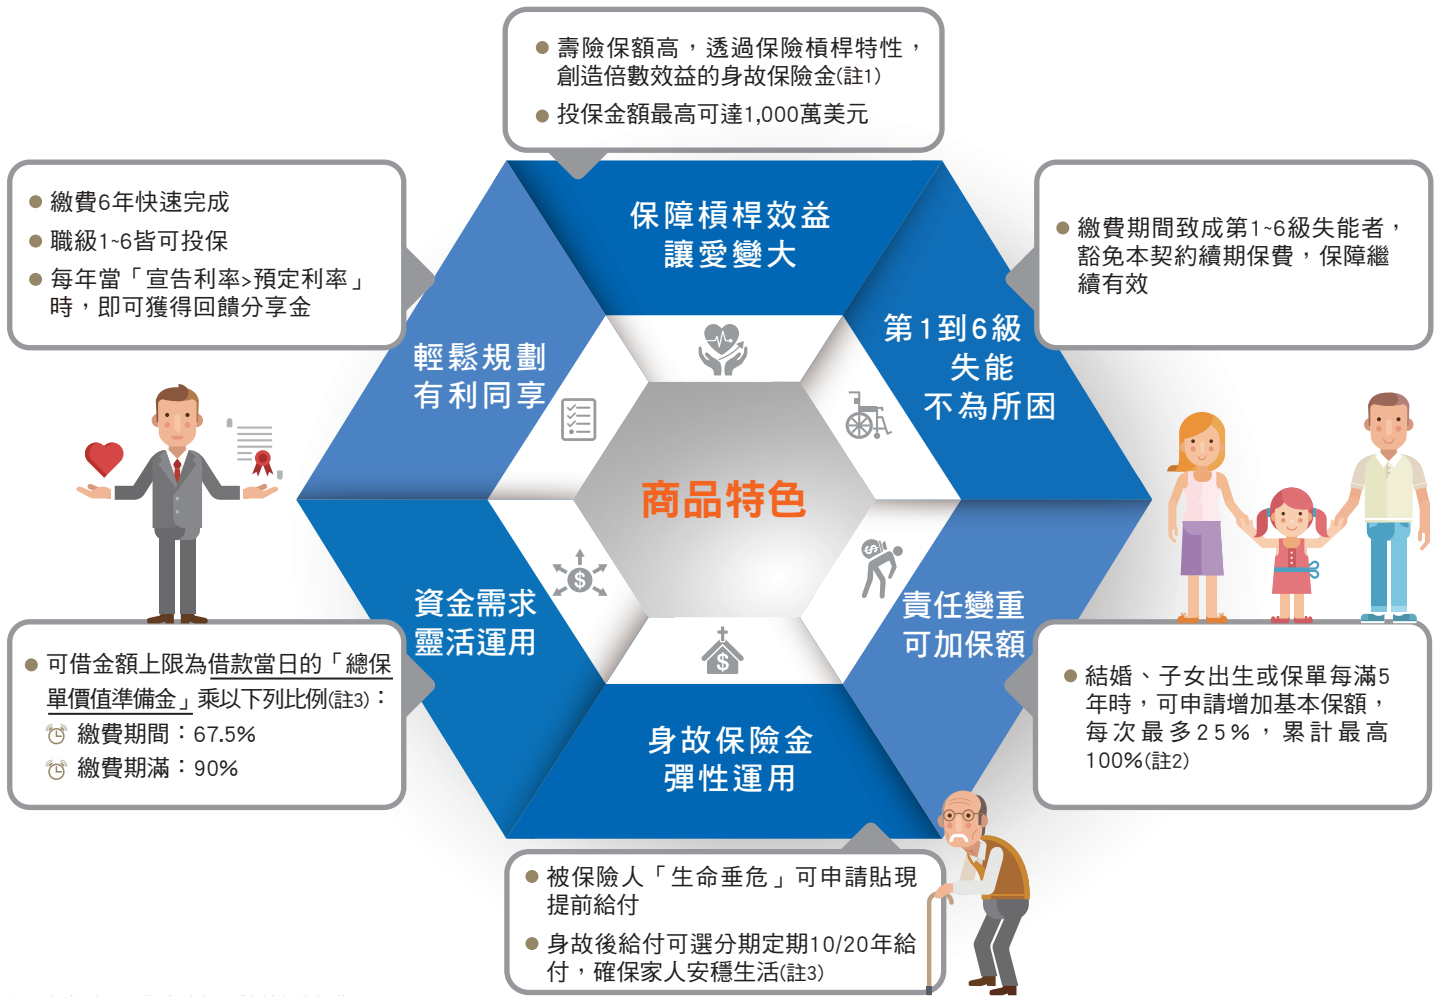 壽險保額高，透過保險槓桿特性，
創造倍數效益的身故保險金(註1)
投保金額最高可達1,000萬美元
繳費6年快速完成
職級1~6皆可投保
每年當「宣告利率>預定利率」
時，即可獲得回饋分享金
繳費期間致成第1~6級失能者，
豁免本契約續期保費，保障繼
續有效
保障槓桿效益
讓愛變大
第1到6級
失能
不為所困
輕鬆規劃
有利同享
商品特色
資金需求
靈活運用
責任變重
可加保額
身故保險金
彈性運用
可借金額上限為借款當日的「總保
單價值準備金」乘以下列比例(註3)：
繳費期間：67.5%
繳費期滿：90%
結婚、子女出生或保單每滿5
年時，可申請增加基本保額，
每次最多25%，累計最高
100%(註2)
被保險人「生命垂危」可申請貼現
提前給付
身故後給付可選分期定期10/20年給
付，確保家人安穩生活(註3)